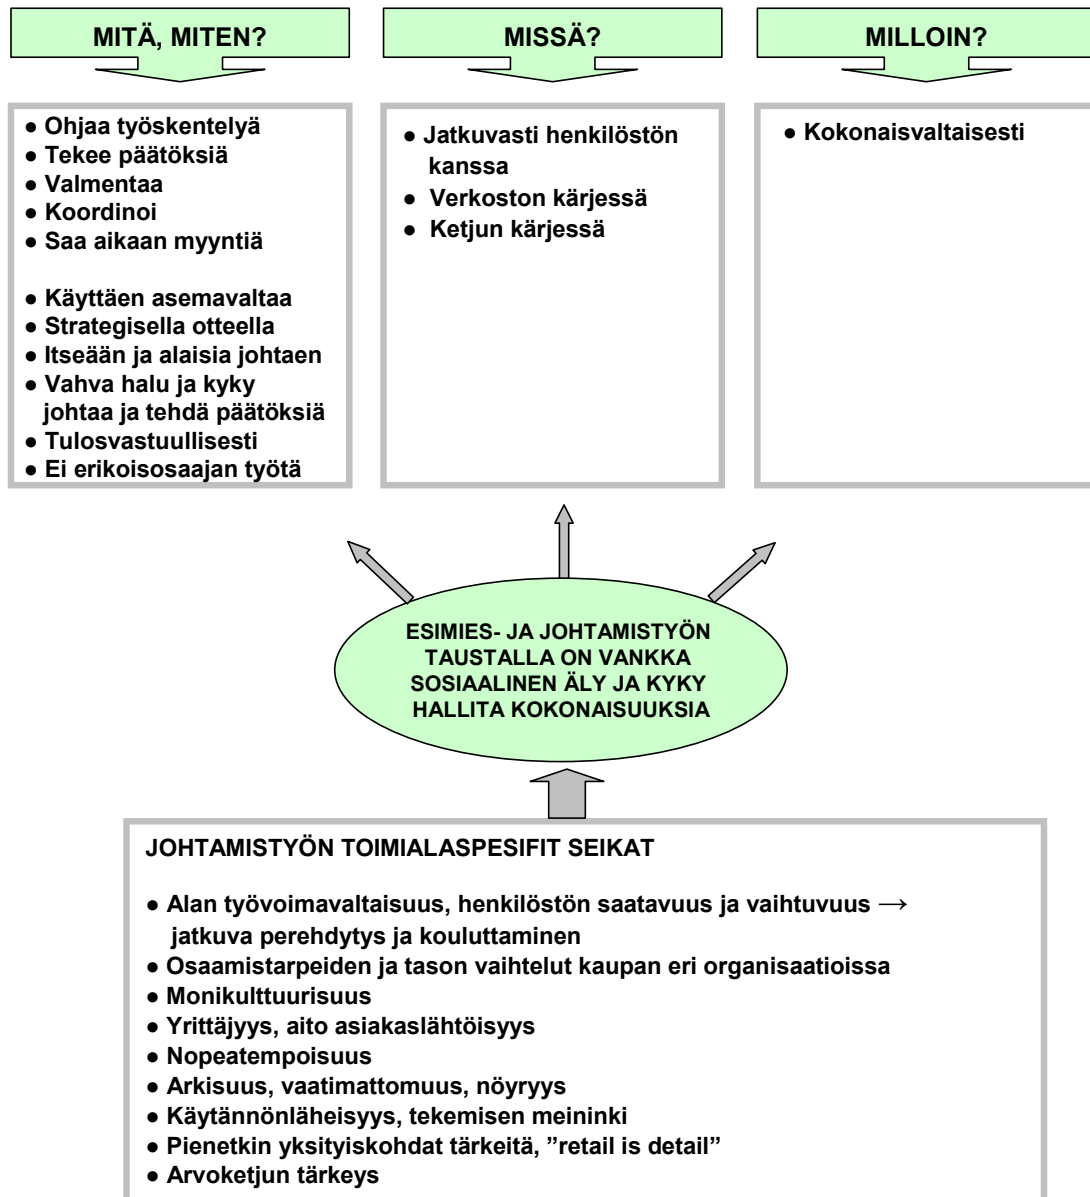 MITÄ, MITEN?
MISSÄ?
MILLOIN?
● Ohjaa työskentelyä
● Tekee päätöksiä
● Valmentaa
● Koordinoi
● Saa aikaan myyntiä
● Käyttäen asemavaltaa
● Strategisella otteella
● Itseään ja alaisia johtaen
● Vahva halu ja kyky
johtaa ja tehdä päätöksiä
● Tulosvastuullisesti
● Ei erikoisosaajan työtä
● Jatkuvasti henkilöstön
kanssa
● Verkoston kärjessä
● Ketjun kärjessä
● Kokonaisvaltaisesti
ESIMIES- JA JOHTAMISTYÖN
TAUSTALLA ON VANKKA
SOSIAALINEN ÄLY JA KYKY
HALLITA KOKONAISUUKSIA
JOHTAMISTYÖN TOIMIALASPESIFIT SEIKAT
● Alan työvoimavaltaisuus, henkilöstön saatavuus ja vaihtuvuus →
jatkuva perehdytys ja kouluttaminen
● Osaamistarpeiden ja tason vaihtelut kaupan eri organisaatioissa
● Monikulttuurisuus
● Yrittäjyys, aito asiakaslähtöisyys
● Nopeatempoisuus
● Arkisuus, vaatimattomuus, nöyryys
● Käytännönläheisyys, tekemisen meininki
● Pienetkin yksityiskohdat tärkeitä, ”retail is detail”
● Arvoketjun tärkeys